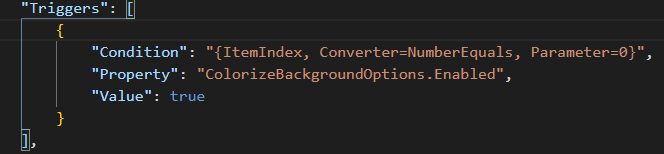 "Triggers": [
{
"Condition": "{ItemIndex, Converter=NumberEquals, Parameter=0}",
"Property": "ColorizeBackgroundOptions.Enabled",
"Value": true
}
],